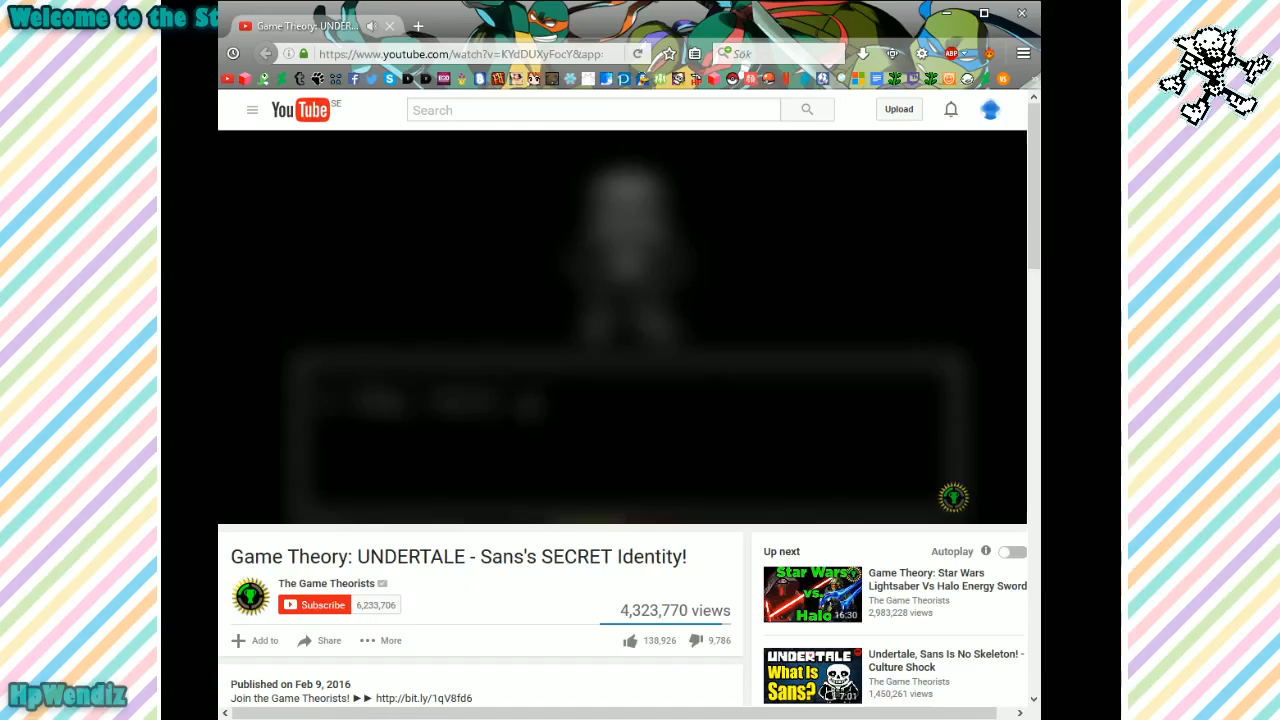 Welcome to the St
Game Theory: UNDER...
https://www.youtube.com/watch?v=KYdDUXyFocY&app:
Sök
YouTube SE
Search
Upload
Game Theory: UNDERTALE - Sans's SECRET Identity!
The Game Theorists
Subscribe 6,233,706
4,323,770 views
Add to Share More
138,926 9,786
Published on Feb 9, 2016
Join the Game Theorists! ►► http://bit.ly/1qV8fd6
Up next Autoplay
Star Wars
vs.
Halo
16:30
Game Theory: Star Wars
Lightsaber Vs Halo Energy Sword
The Game Theorists
2,983,228 views
UNDERTALE
What is
Sans?
17:01
Undertale, Sans Is No Skeleton! -
Culture Shock
The Game Theorists
1,450,261 views
HpWendiz